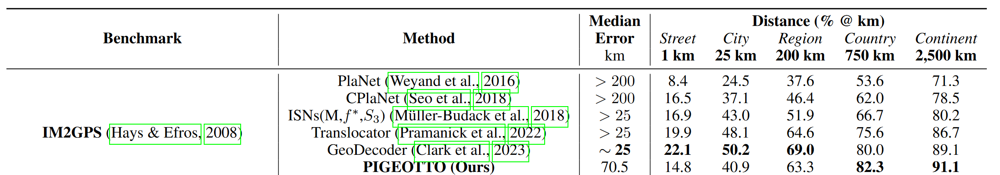 Benchmark Method Median Error km Distance (% @ km)
Street City Region Country Continent
1 km 25 km 200 km 750 km 2,500 km
PlaNet (Weyand et al., 2016) > 200 8.4 24.5 37.6 53.6 71.3
CPlaNet (Seo et al., 2018) > 200 16.5 37.1 46.4 62.0 78.5
ISNs(M,f*,S₃) (Müller-Budack et al., 2018) > 25 16.9 43.0 51.9 66.7 80.2
IM2GPS (Hays & Efros, 2008) Translocator (Pramanick et al., 2022) > 25 19.9 48.1 64.6 75.6 86.7
GeoDecoder (Clark et al., 2023) ~ 25 22.1 50.2 69.0 80.0 89.1
PIGEOTTO (Ours) 70.5 14.8 40.9 63.3 82.3 91.1